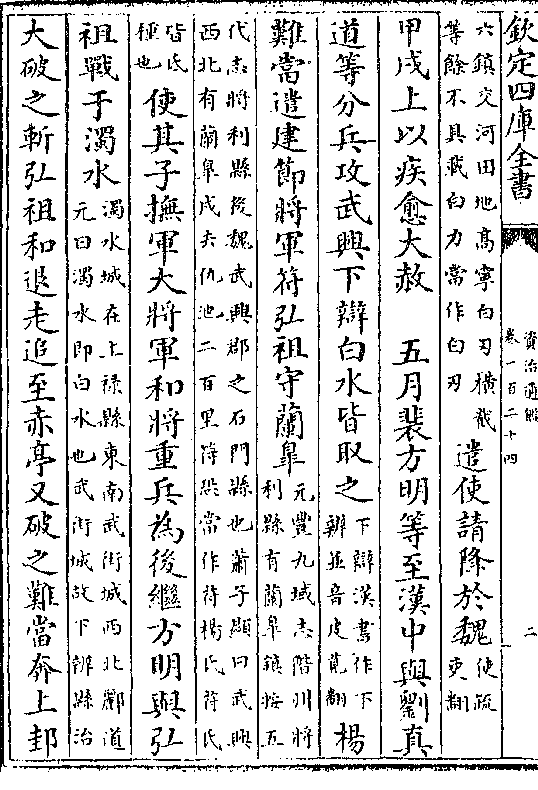 欽定四庫全書
資治通鑑
卷一百二十四
二
六鎮交河田地高寧白刃橫截
等餘不具載白力當作白刃
遣使請降於魏
使疏
吏翻
甲戌上以疾愈大赦　五月裴方明等至漢中與劉真
道等分兵攻武興下辯白水皆取之
下辯漢書作下
辨並音皮莧翻
楊
難當遣建節將軍符弘祖守蘭臯
元豐九域志階州將
利縣有蘭臯鎮按五
代志將利縣後魏武興郡之石門縣也蕭子顯曰武興
西北有蘭臯戍去仇池二百里符當作苻楊氏苻氏
皆氐
種也
使其子撫軍大將軍和將重兵為後繼方明與弘
祖戰于濁水
濁水城在上祿縣東南武街城西北酈道
元曰濁水即白水也武街城故下辨縣治
大破之斬弘祖和退走追至赤亭又破之難當奔上邽